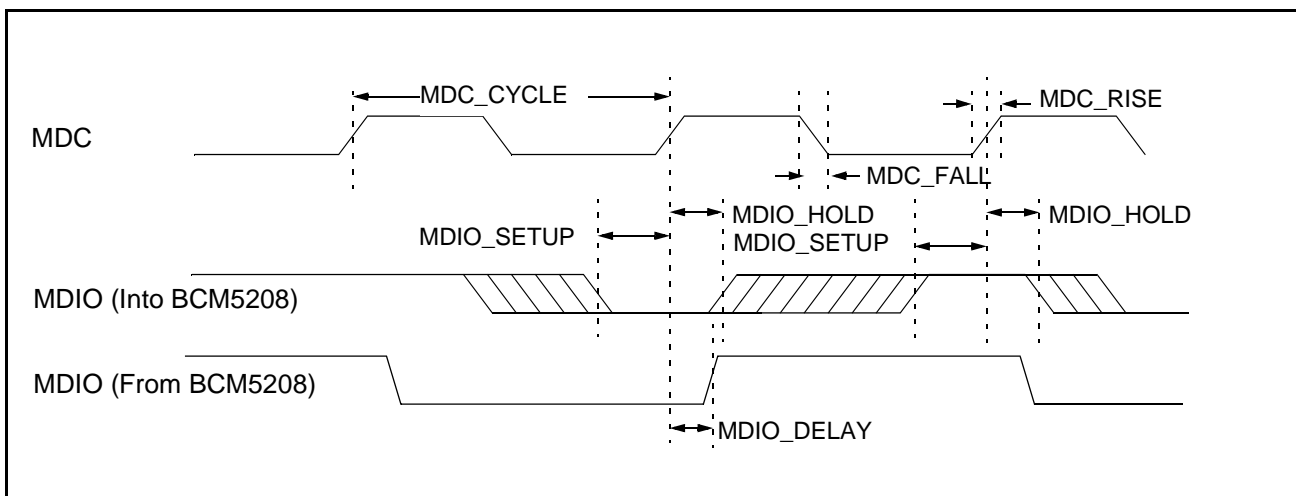 MDC_CYCLE
MDC_RISE
MDC
MDC_FALL
MDIO_HOLD
MDIO_HOLD
MDIO_SETUP
MDIO_SETUP
MDIO (Into BCM5208)
MDIO (From BCM5208)
MDIO_DELAY